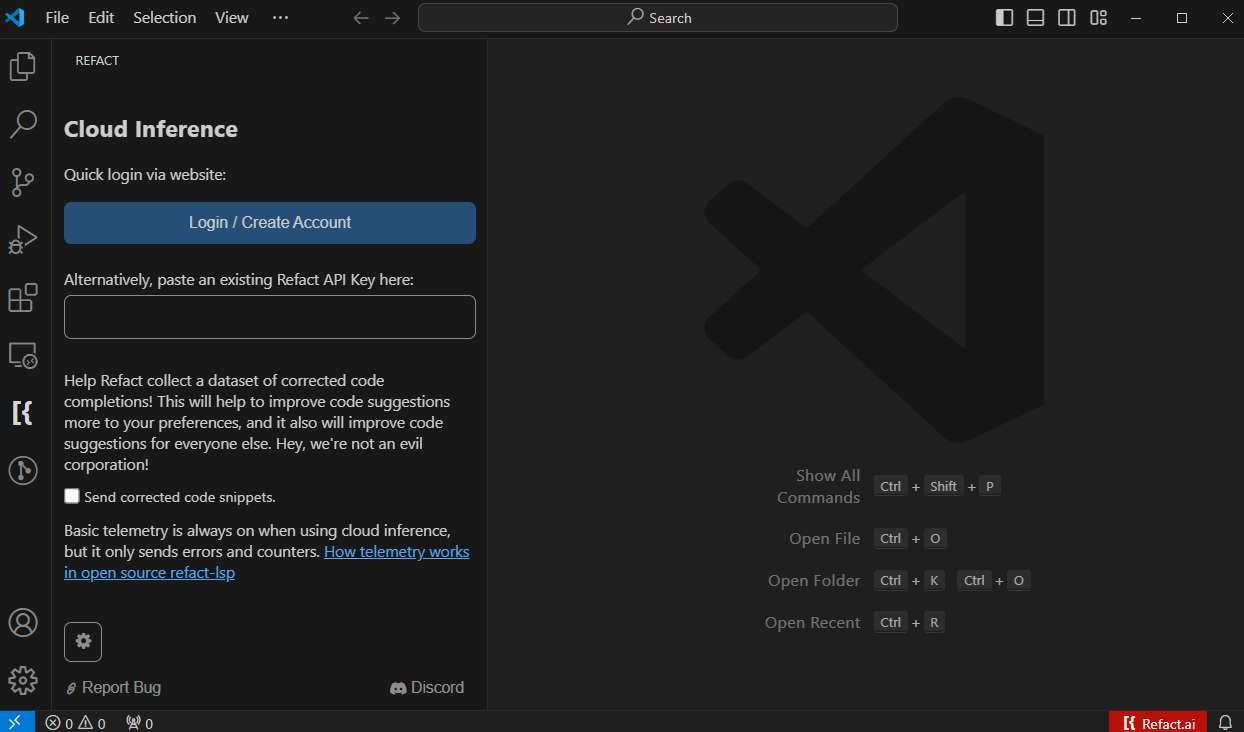 File Edit Selection View ···
Search
REFACT
Cloud Inference
Quick login via website:
Login / Create Account
Alternatively, paste an existing Refact API Key here:
Help Refact collect a dataset of corrected code
completions! This will help to improve code suggestions
more to your preferences, and it also will improve code
suggestions for everyone else. Hey, we're not an evil
corporation!
Send corrected code snippets.
Basic telemetry is always on when using cloud inference,
but it only sends errors and counters. How telemetry works
in open source refact-lsp
Report Bug
Discord
Show All
Commands
Ctrl + Shift + P
Open File Ctrl + O
Open Folder Ctrl + K Ctrl + O
Open Recent Ctrl + R
0 0 0
[{ Refact.ai